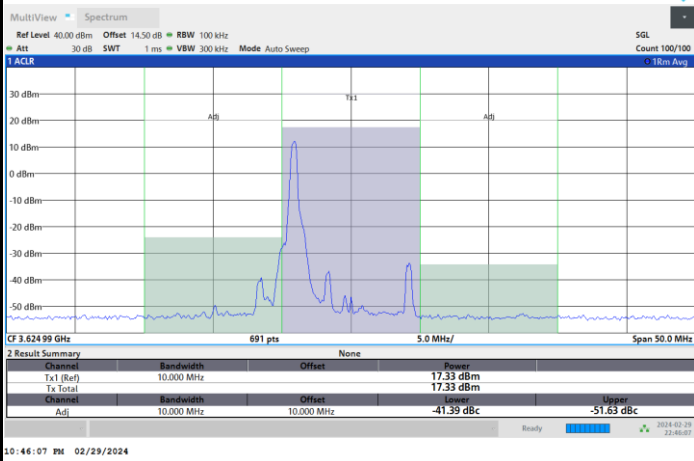 MultiView Spectrum
Ref Level 40.00 dBm Offset 14.50 dB RBW 100 kHz SGL
Att 30 dB SWT 1 ms VBW 300 kHz Mode Auto Sweep Count 100/100
1 ACLR 1Rm Avg
30 dBm
Tx1
20 dBm
Adj Adj
10 dBm
0 dBm
-10 dBm
-20 dBm
-30 dBm
-40 dBm
-50 dBm
CF 3.624 99 GHz 691 pts 5.0 MHz/ Span 50.0 MHz
2 Result Summary None
Channel Bandwidth Offset Power
Tx1 (Ref) 10.000 MHz 17.33 dBm
Tx Total 17.33 dBm
Channel Bandwidth Offset Lower Upper
Adj 10.000 MHz 10.000 MHz -41.39 dBc -51.63 dBc
Ready 2024-02-29
22:46:07
10:46:07 PM 02/29/2024